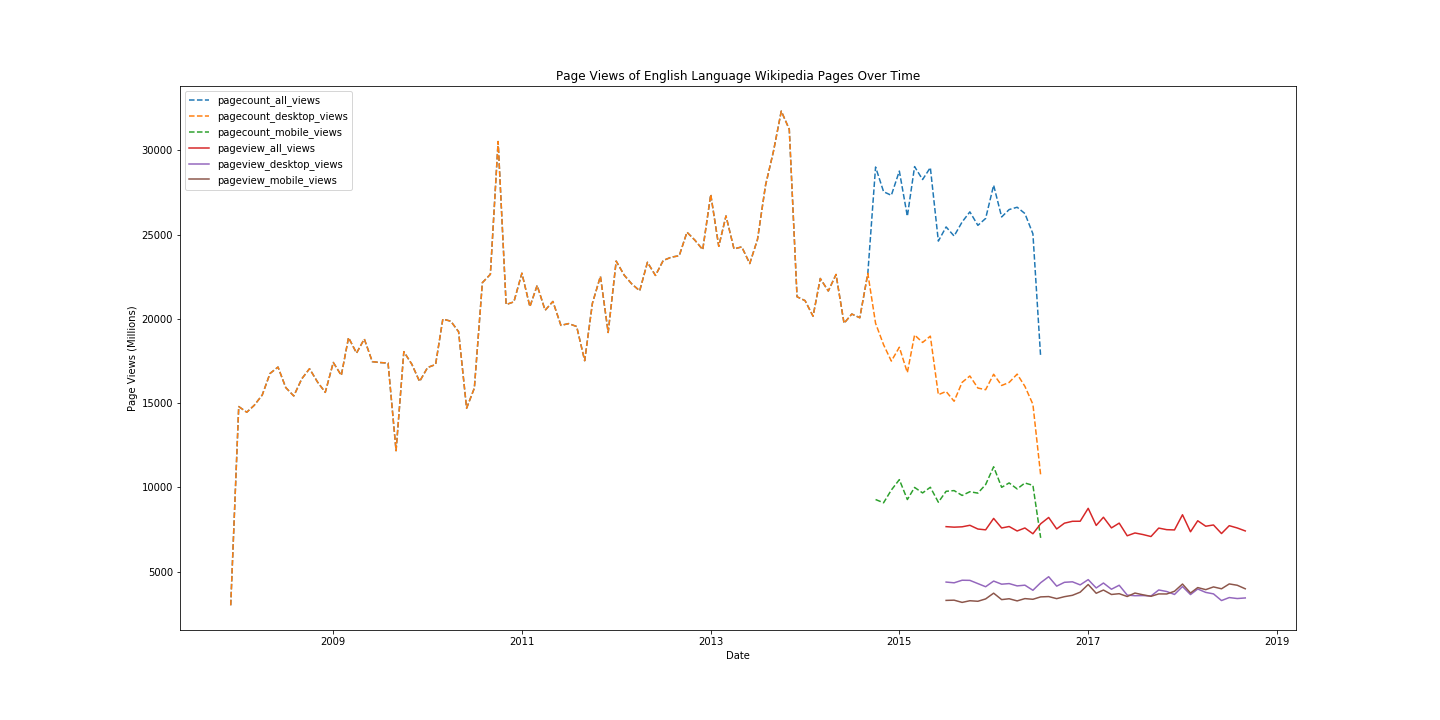 Page Views of English Language Wikipedia Pages Over Time
pagecount_all_views
pagecount_desktop_views
pagecount_mobile_views
pageview_all_views
pageview_desktop_views
pageview_mobile_views
Page Views (Millions)
30000
25000
20000
15000
10000
5000
2009
2011
2013
2015
2017
2019
Date